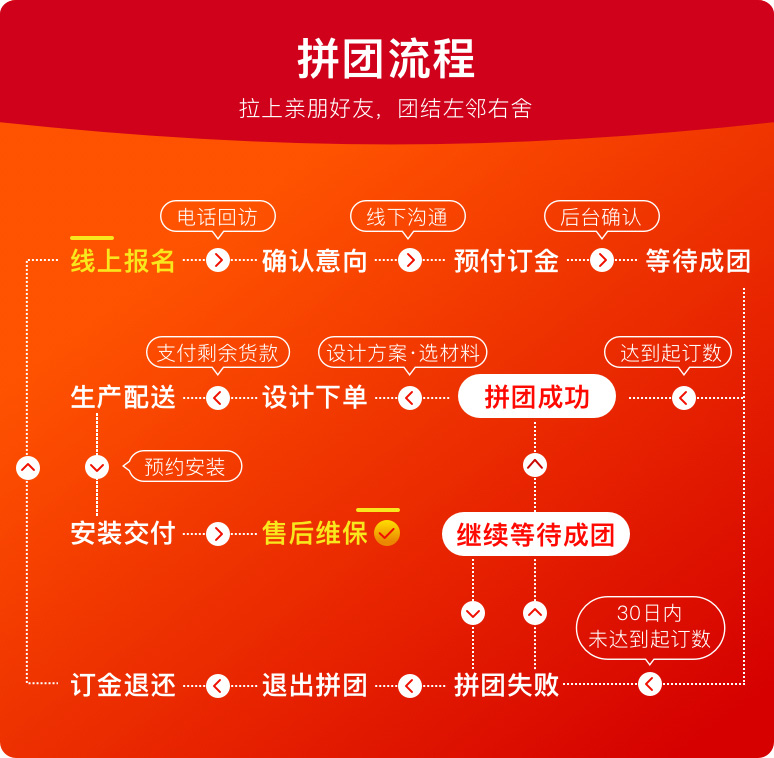 拼团流程
拉上亲朋好友，团结左邻右舍
电话回访
线下沟通
后台确认
线上报名
确认意向
预付订金
等待成团
支付剩余货款
设计方案·选材料
达到起订数
生产配送
设计下单
拼团成功
预约安装
安装交付
售后维保
继续等待成团
30日内
未达到起订数
订金退还
退出拼团
拼团失败